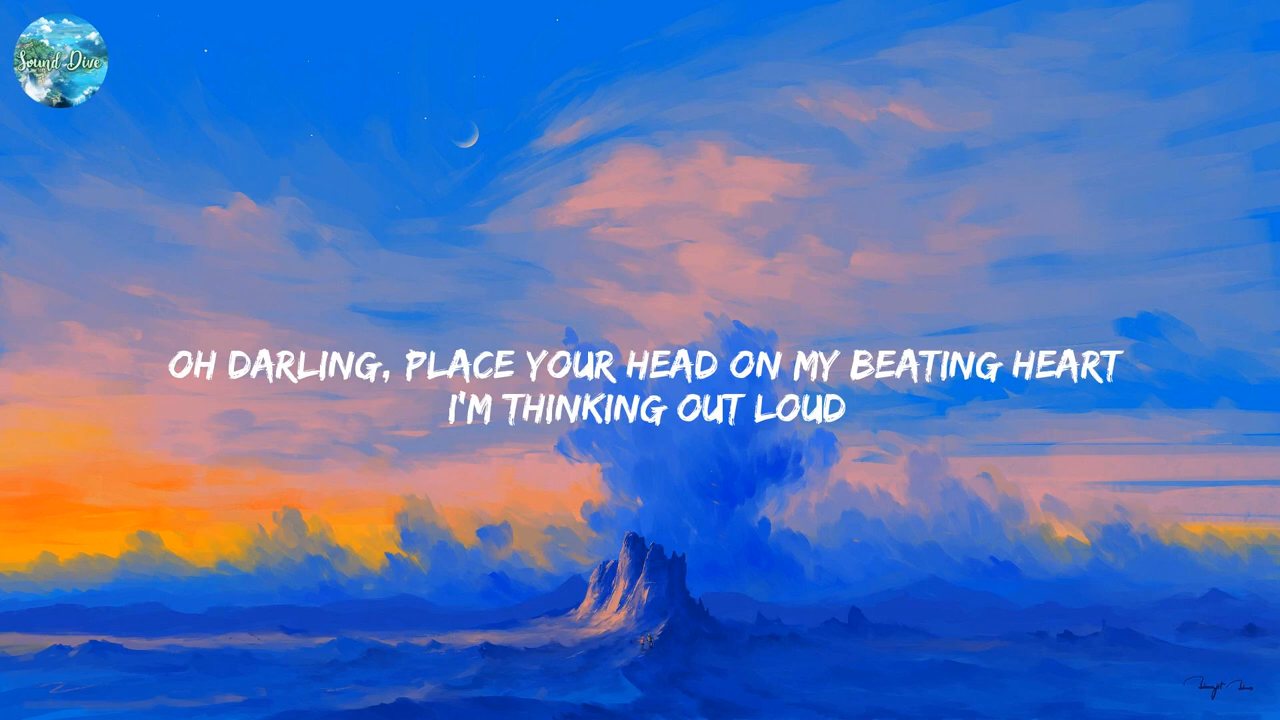 Sound Dive
OH DARLING, PLACE YOUR HEAD ON MY BEATING HEART
I'M THINKING OUT LOUD